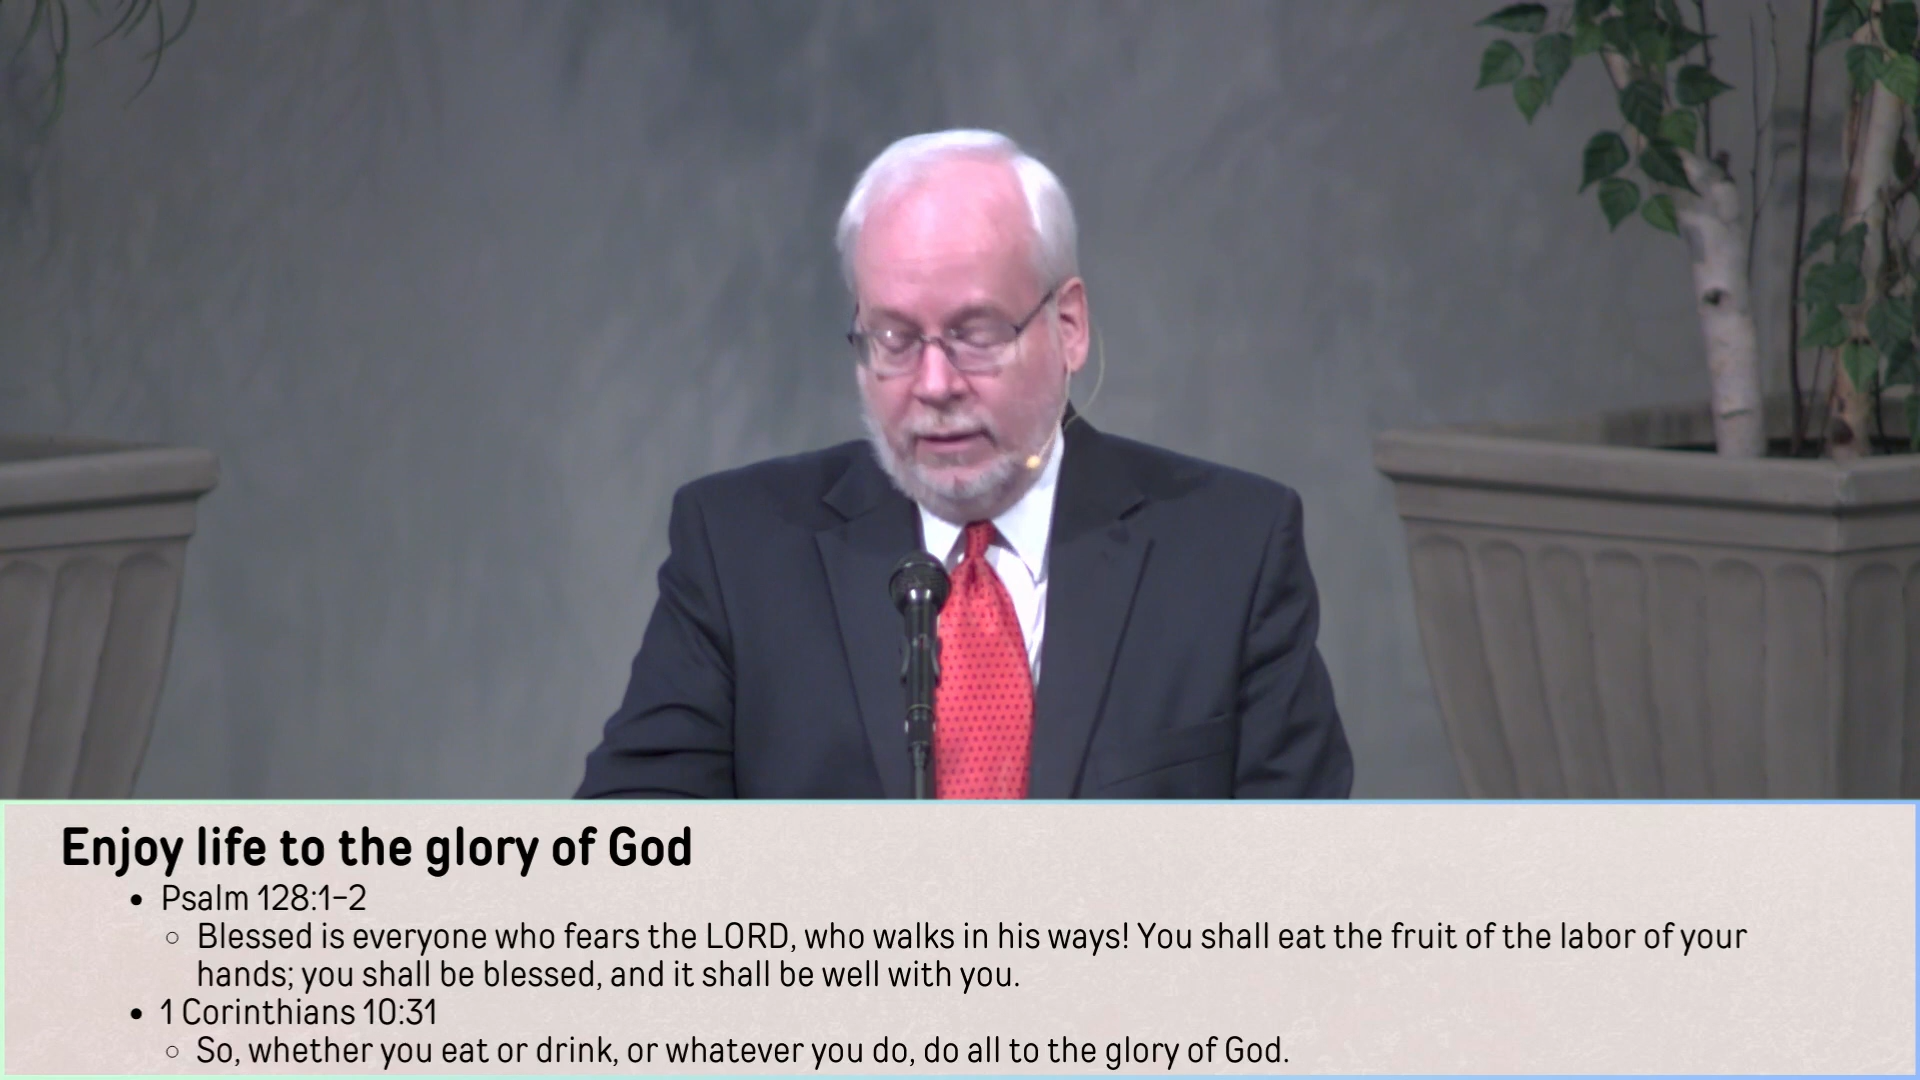 Enjoy life to the glory of God
• Psalm 128:1–2
○ Blessed is everyone who fears the LORD, who walks in his ways! You shall eat the fruit of the labor of your
hands; you shall be blessed, and it shall be well with you.
• 1 Corinthians 10:31
○ So, whether you eat or drink, or whatever you do, do all to the glory of God.